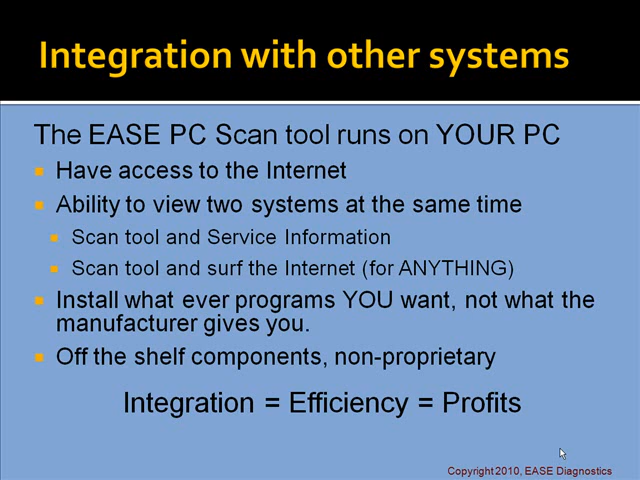 Integration with other systems
The EASE PC Scan tool runs on YOUR PC
Have access to the Internet
Ability to view two systems at the same time
Scan tool and Service Information
Scan tool and surf the Internet (for ANYTHING)
Install what ever programs YOU want, not what the
manufacturer gives you.
Off the shelf components, non-proprietary
Integration = Efficiency = Profits
Copyright 2010, EASE Diagnostics